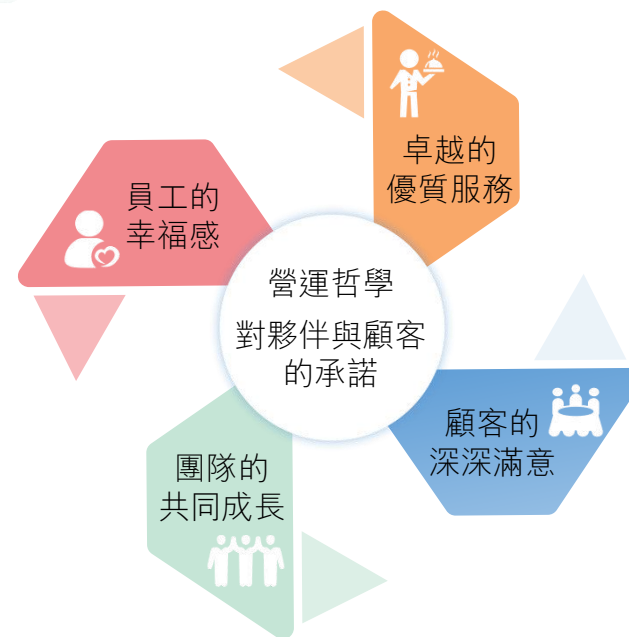 卓越的
優質服務
員工的
幸福感
營運哲學
對夥伴與顧客
的承諾
顧客的
深深滿意
團隊的
共同成長